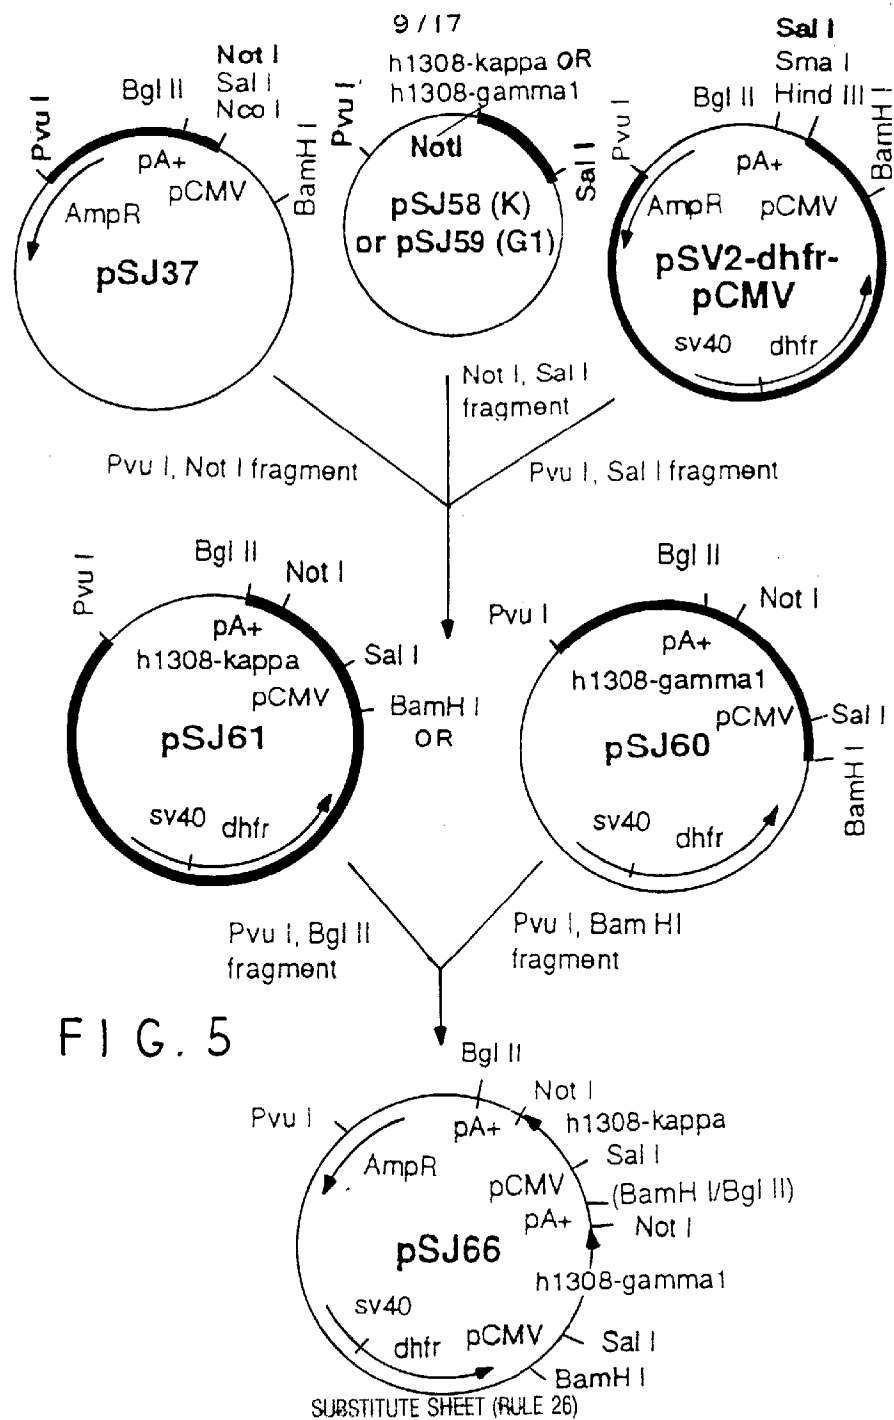 9/17
Not I
Sal I
Nco I
Bgl II
Pvu I
BamH I
pA+
pCMV
AmpR
pSJ37
h1308-kappa OR
h1308-gamma1
Pvu I
NotI
Sal I
pSJ58 (K)
or pSJ59 (G1)
Sal I
Sma I
Hind III
Bgl II
Pvu I
BamH I
pA+
AmpR
pCMV
pSV2-dhfr-
pCMV
sv40
dhfr
Not I, Sal I
fragment
Pvu I, Not I fragment
Pvu I, Sal I fragment
Bgl II
Not I
Pvu I
pA+
h1308-kappa
Sal I
pCMV
BamH I
OR
pSJ61
sv40
dhfr
Bgl II
Not I
Pvu I
pA+
h1308-gamma1
pCMV
Sal I
pSJ60
BamH I
sv40
dhfr
Pvu I, Bgl II
fragment
Pvu I, Bam HI
fragment
FIG. 5
Bgl II
Not I
Pvu I
pA+
h1308-kappa
AmpR
Sal I
pCMV
(BamH I/Bgl II)
pA+
Not I
pSJ66
h1308-gamma1
sv40
dhfr
pCMV
Sal I
BamH I
SUBSTITUTE SHEET (RULE 26)